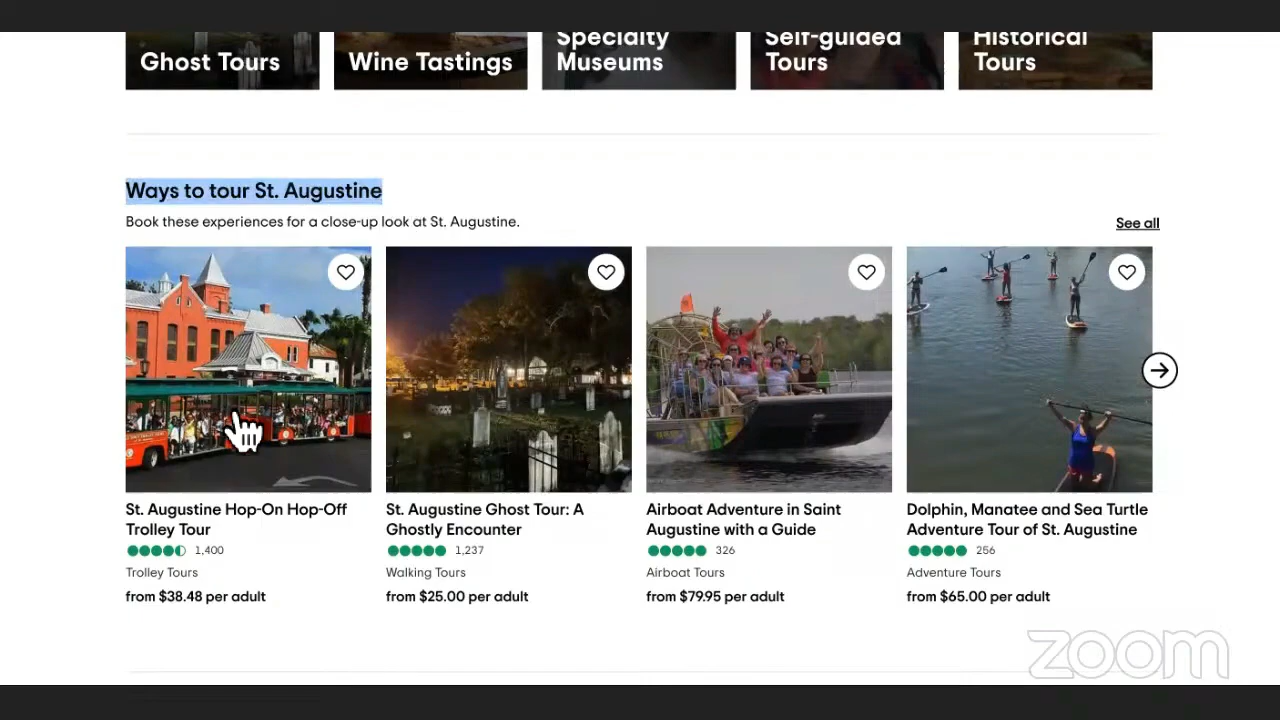 Ghost Tours
Wine Tastings
Specialty
Museums
Self-guided
Tours
Historical
Tours
Ways to tour St. Augustine
Book these experiences for a close-up look at St. Augustine.
See all
St. Augustine Hop-On Hop-Off
Trolley Tour
1,400
Trolley Tours
from $38.48 per adult
St. Augustine Ghost Tour: A
Ghostly Encounter
1,237
Walking Tours
from $25.00 per adult
Airboat Adventure in Saint
Augustine with a Guide
326
Airboat Tours
from $79.95 per adult
Dolphin, Manatee and Sea Turtle
Adventure Tour of St. Augustine
256
Adventure Tours
from $65.00 per adult
zoom